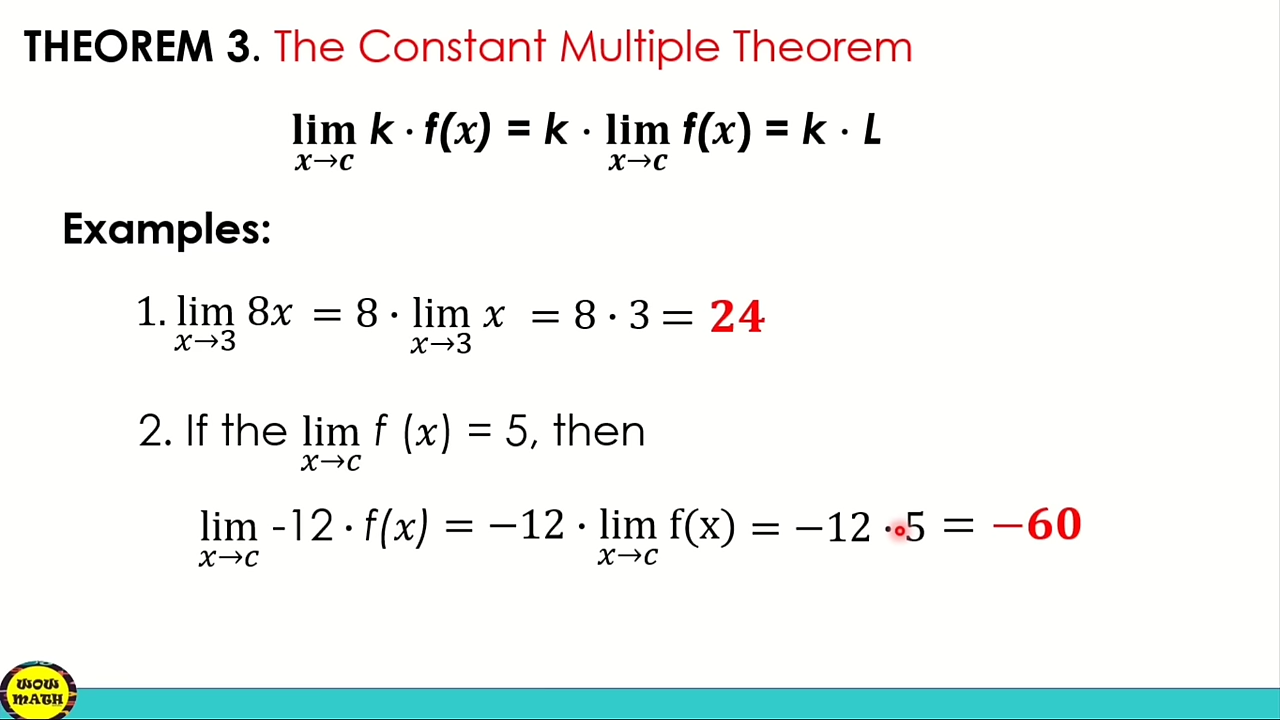 THEOREM 3. The Constant Multiple Theorem
lim x→c k · f(x) = k · lim x→c f(x) = k · L
Examples:
1. lim x→3 8x = 8 · lim x→3 x = 8 · 3 = 24
2. If the lim x→c f (x) = 5, then
lim x→c -12 · f(x) = −12 · lim x→c f(x) = −12 · 5 = −60
WOW
MATH